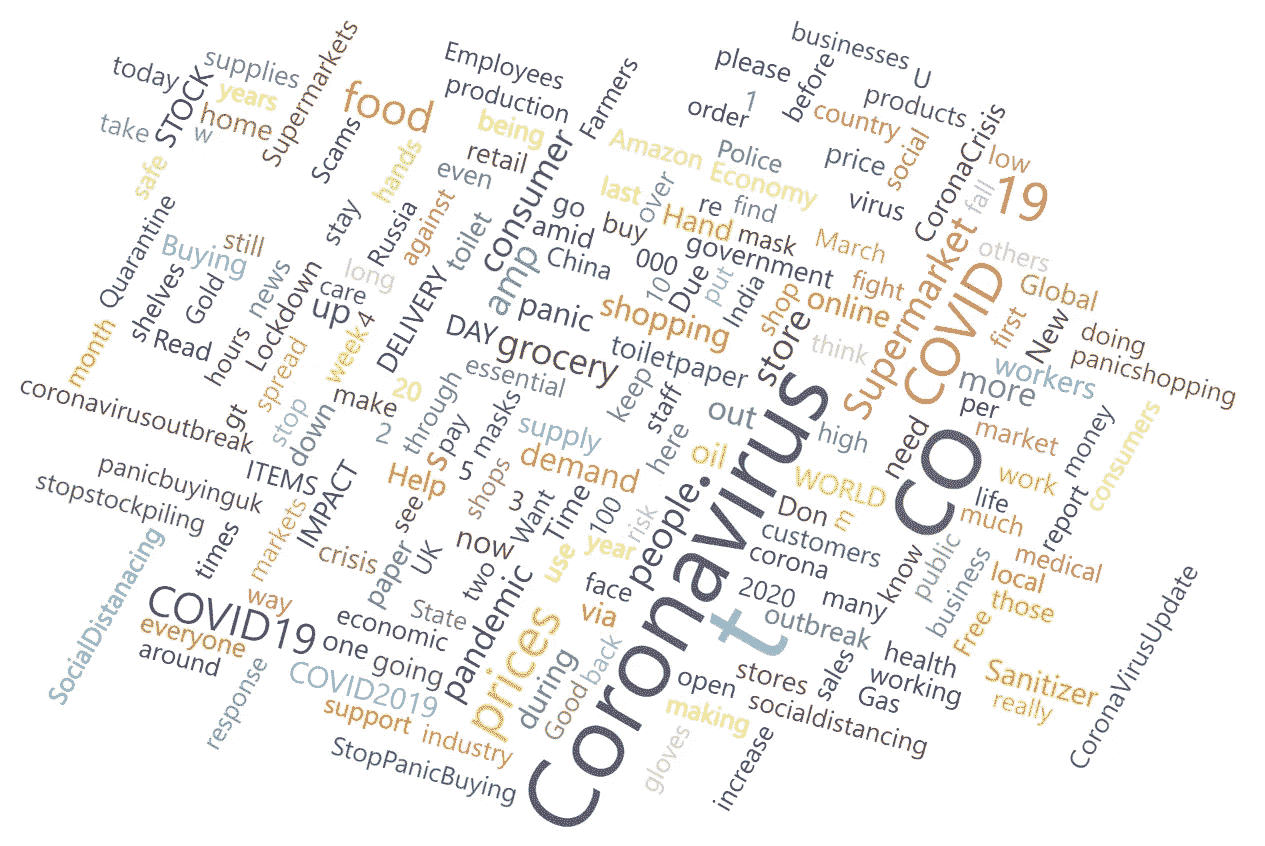 businesses
U
please
before
products
order
1
country
social
CoronaCrisis
low
19
Employees
production
Farmers
Supermarkets
supplies
today
STOCK
years
food
home
w
take
Scams
hands
being
retail
even
consumer
Amazon
Economy
Police
price
virus
fall
others
safe
Quarantine
stay
Russia
against
toilet
last
over
re
find
go
buy
Hand
mask
March
government
Supermarket
COVID
Global
Buying
still
shelves
Gold
news
Lockdown
long
care
up
4
DELIVERY
amp
amid
China
000
10
Due
put
India
shop
online
fight
first
New
doing
panicshopping
month
Read
hours
spread
week
DAY
panic
shopping
grocery
toiletpaper
store
think
workers
more
per
coronavirusoutbreak
gt
stop
down
make
20
2
through
essential
pay
masks
keep
staff
out
high
need
market
money
consumers
panicbuyinguk
ITEMS
IMPACT
Help
S
5
shops
supply
demand
3
here
oil
WORLD
CO
life
work
much
report
stopstockpiling
times
markets
crisis
see
paper
UK
now
two
Want
Time
100
risk
people.
Coronavirus
Don
m
customers
corona
know
public
business
medical
local
those
SocialDistanacing
COVID19
way
everyone
around
State
economic
one
going
pandemic
use
year
face
via
2020
t
outbreak
many
health
working
Free
Sanitizer
really
CoronaVirusUpdate
response
COVID2019
support
industry
prices
during
back
Good
open
stores
sales
Gas
socialdistancing
making
gloves
increase
StopPanicBuying